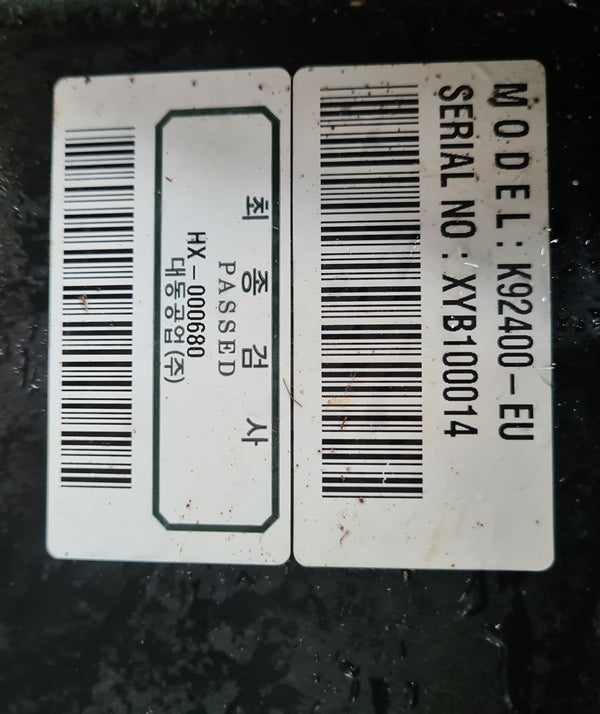 MODEL: K92400-EU
SERIAL NO: XYB100014
최종검사
PASSED
HX-000680
대동공업(주)